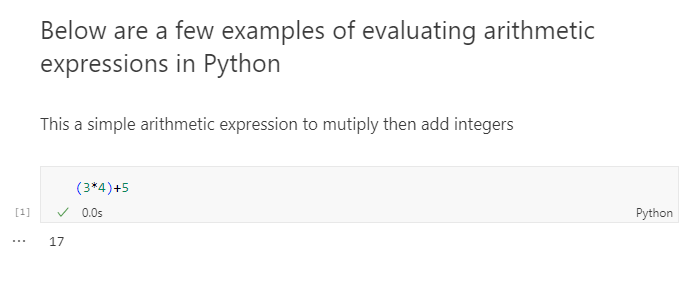 Below are a few examples of evaluating arithmetic
expressions in Python
This a simple arithmetic expression to mutiply then add integers
(3*4)+5
[1] ✓ 0.0s Python
... 17